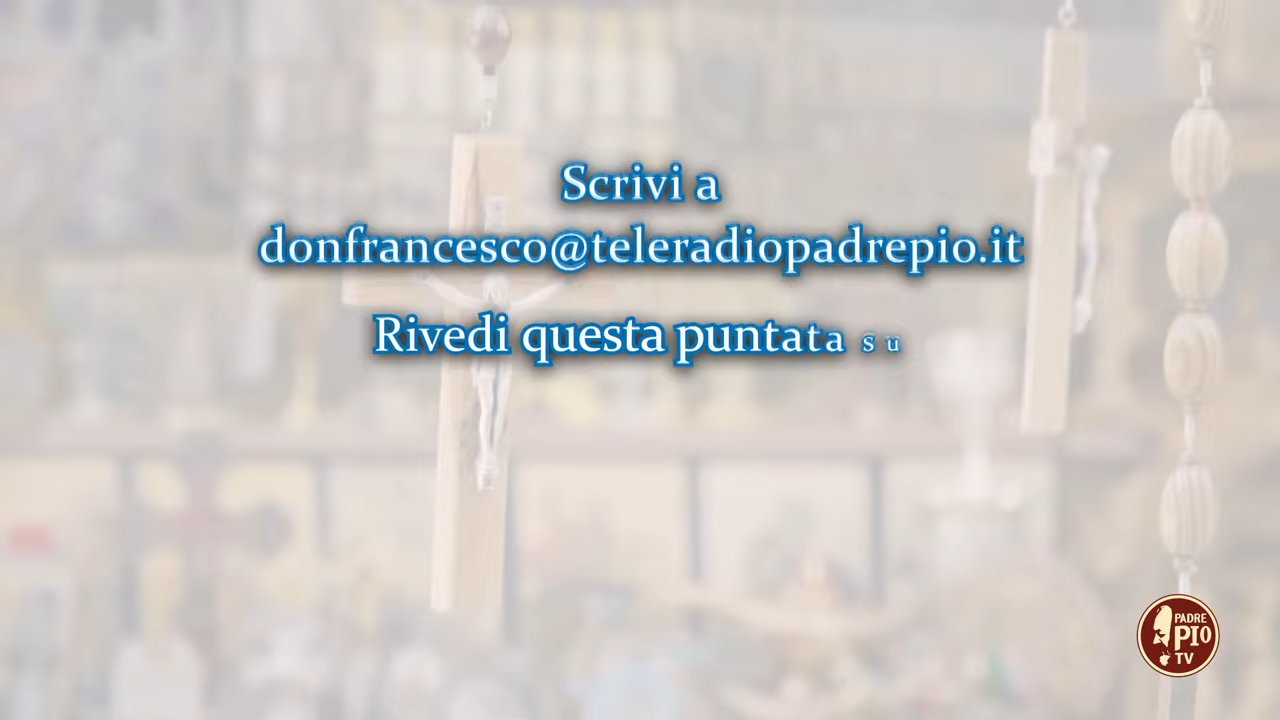 Scrivi a
donfrancesco@teleradiopadrepio.it
Rivedi questa puntata su
PADRE
PIO
TV